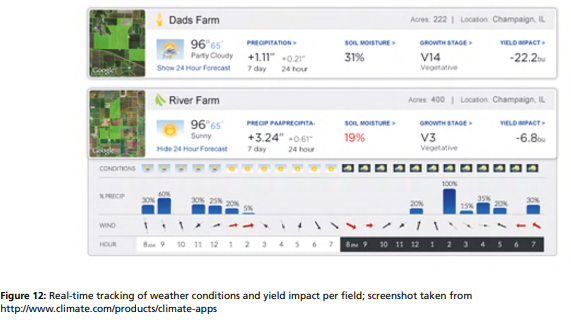 Dads Farm
Acres: 222 | Location: Champaign, IL
PRECIPITATION > SOIL MOISTURE > GROWTH STAGE > YIELD IMPACT >
96° 65° +1.11" +0.21" 31% V14 -22.2bu
Party Cloudy 7 day 24 hour Vegetative
Show 24 Hour Forecast
Google
River Farm
Acres: 400 | Location: Champaign, IL
PRECIP PAAPRECIPITA- SOIL MOISTURE > GROWTH STAGE > YIELD IMPACT >
96° 65° +3.24" +0.61" 19% V3 -6.8bu
Sunny 7 day 24 hour Vegetative
Hide 24 Hour Forecast
Google
CONDITIONS
% PRECIP 30% 60% 30% 25% 20% 5% 20% 100% 15% 35% 20% 30%
WIND
HOUR 8AM 9 10 11 12 1 2 3 4 5 6 7 8PM 9 10 11 12 1 2 3 4 5 6 7
Figure 12: Real-time tracking of weather conditions and yield impact per field; screenshot taken from
http://www.climate.com/products/climate-apps